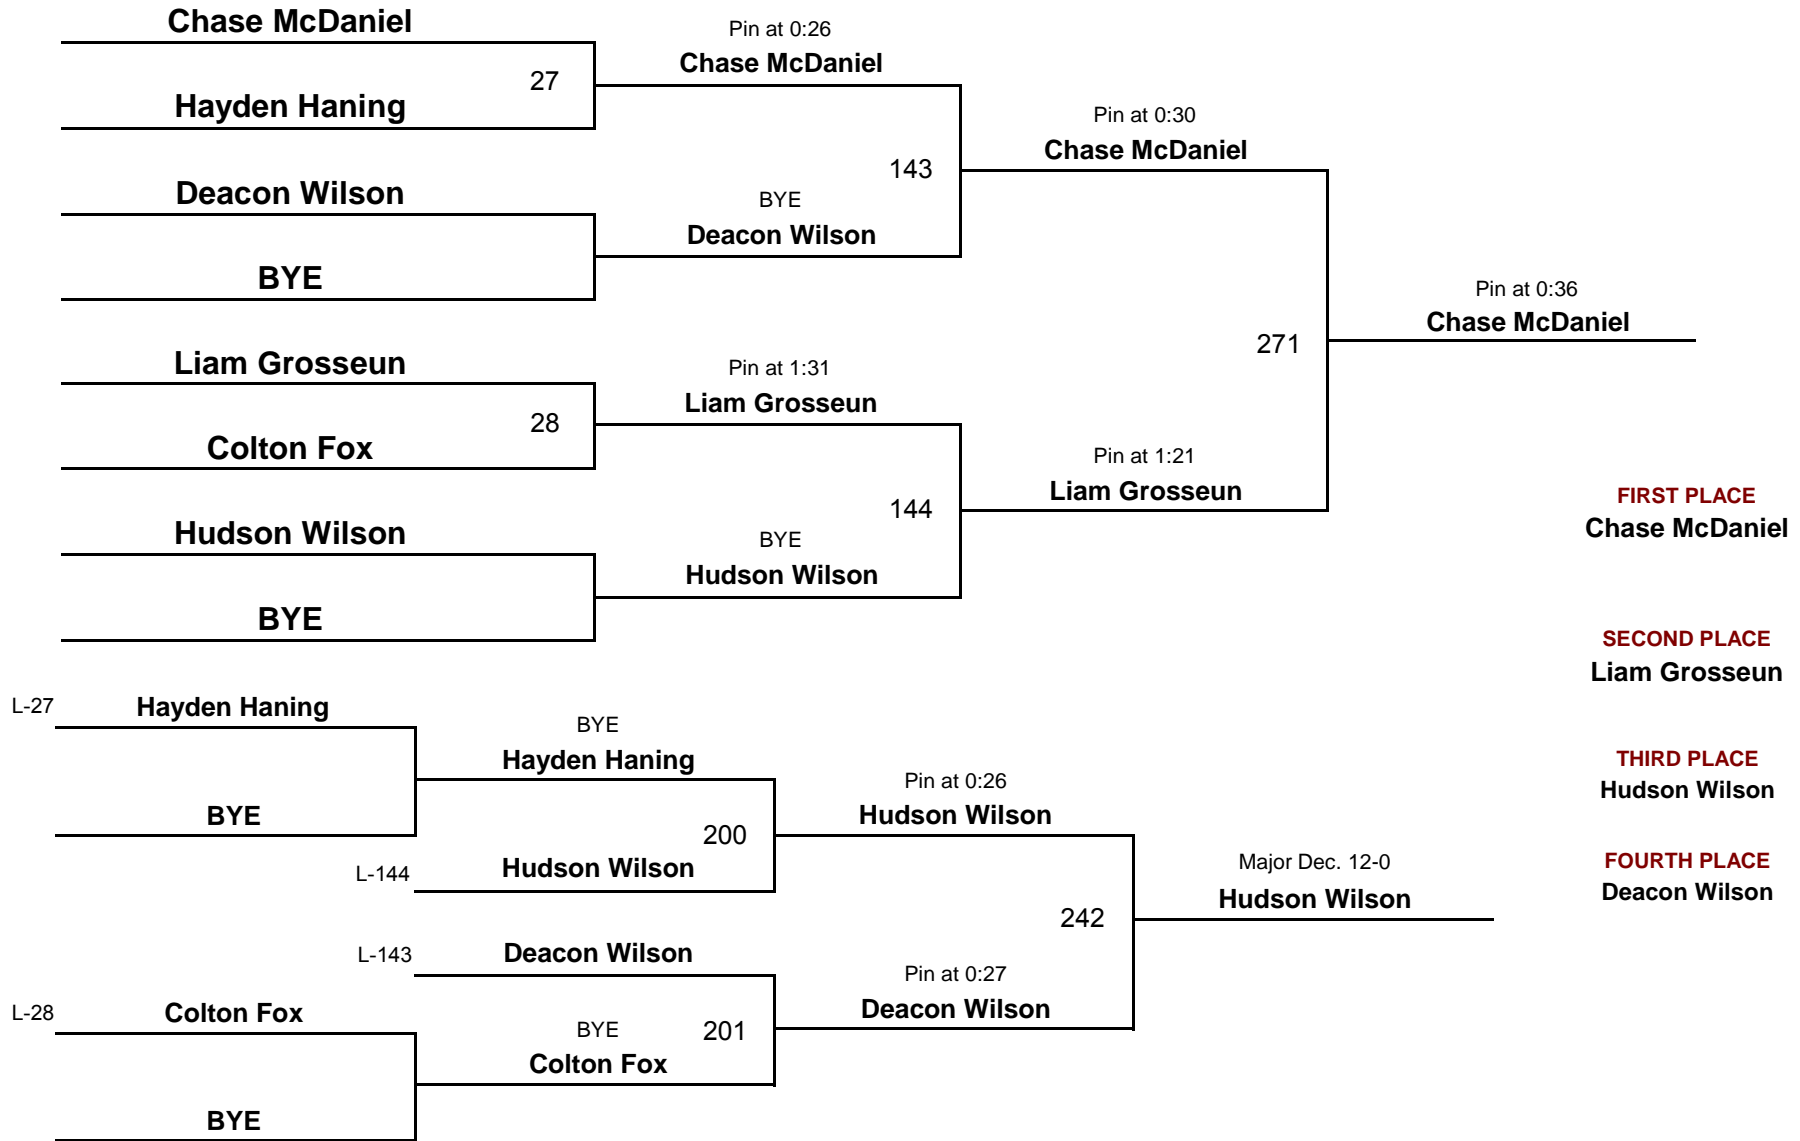 Chase McDaniel
27
Hayden Haning
Pin at 0:26
Chase McDaniel
143
Deacon Wilson
BYE
BYE
Deacon Wilson
Pin at 0:30
Chase McDaniel
271
Pin at 0:36
Chase McDaniel
Liam Grosseun
28
Colton Fox
Pin at 1:31
Liam Grosseun
144
Hudson Wilson
BYE
BYE
Hudson Wilson
Pin at 1:21
Liam Grosseun
FIRST PLACE
Chase McDaniel
SECOND PLACE
Liam Grosseun
THIRD PLACE
Hudson Wilson
FOURTH PLACE
Deacon Wilson
L-27
Hayden Haning
BYE
BYE
Hayden Haning
200
L-144
Hudson Wilson
Pin at 0:26
Hudson Wilson
242
Major Dec. 12-0
Hudson Wilson
L-143
Deacon Wilson
L-28
Colton Fox
BYE
BYE
Colton Fox
201
Pin at 0:27
Deacon Wilson